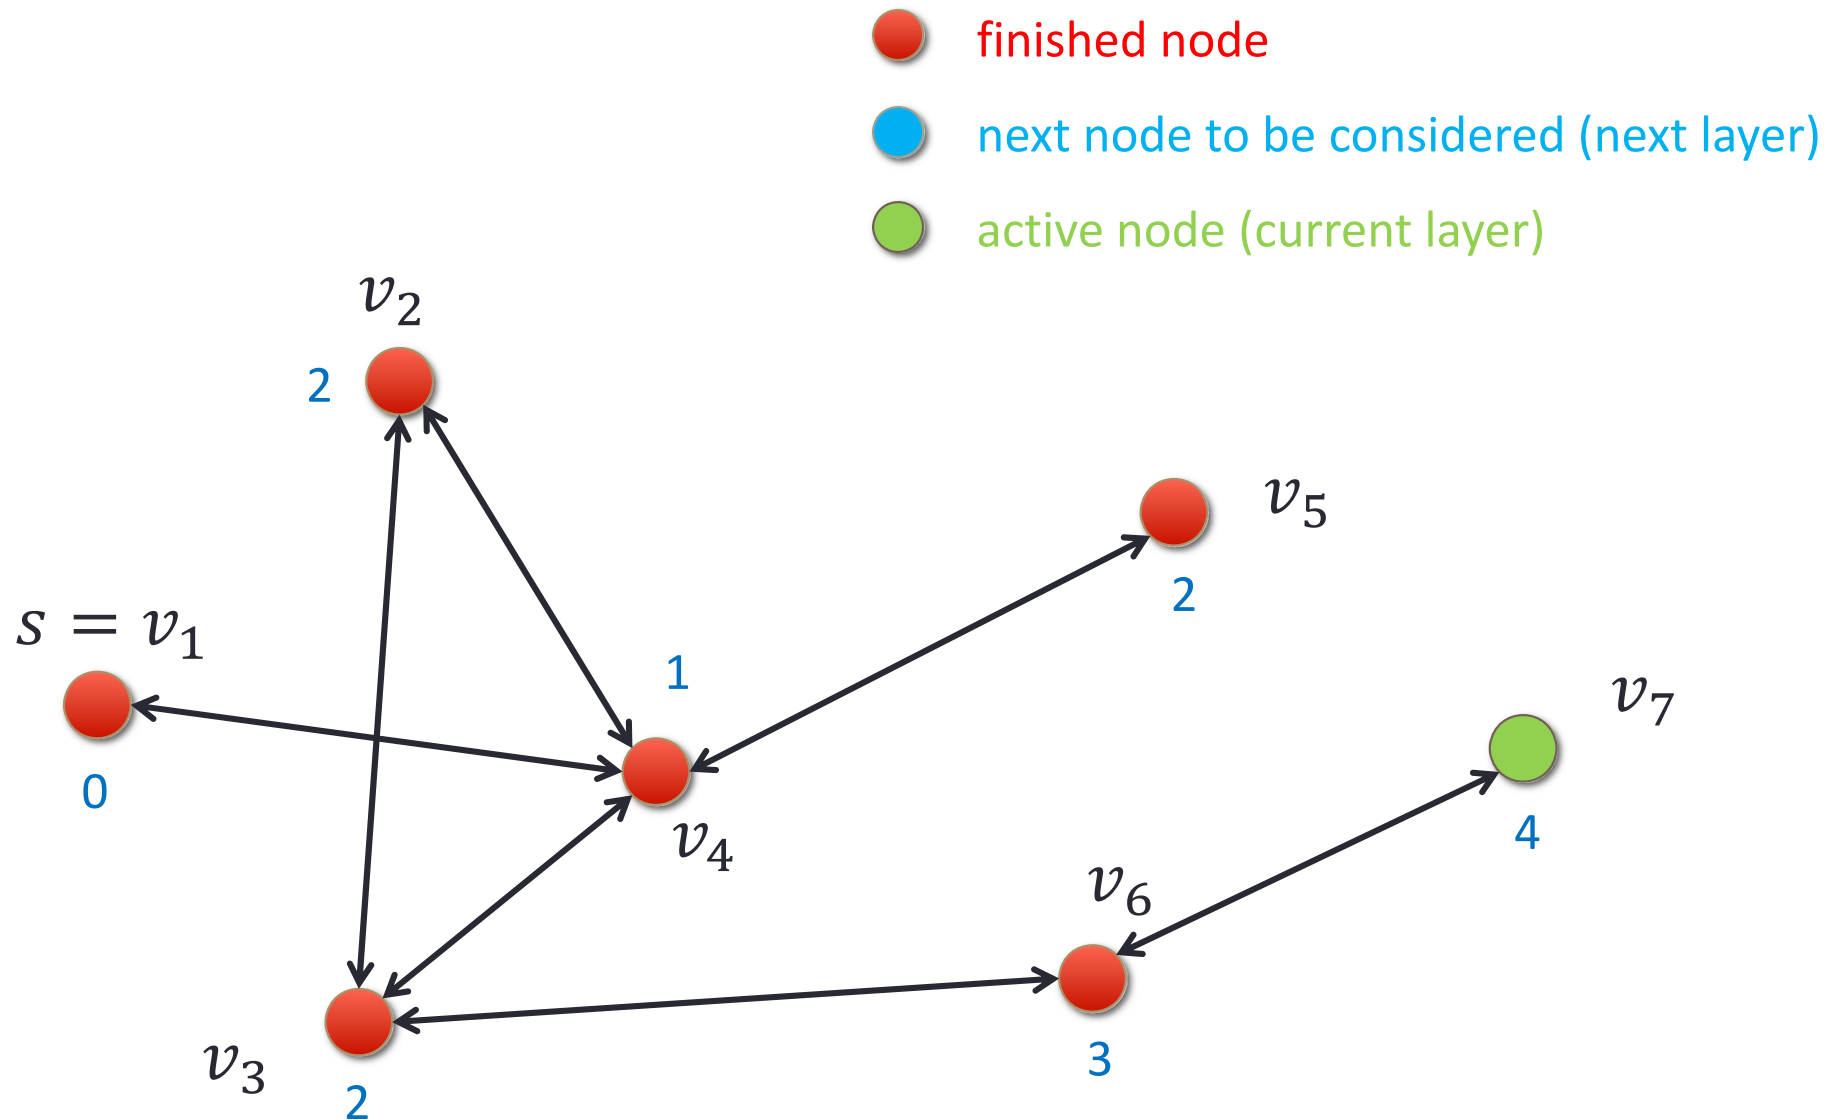 finished node
next node to be considered (next layer)
active node (current layer)
v₂
2
v₅
2
s = v₁
0
1
v₄
v₇
4
v₆
3
v₃
2